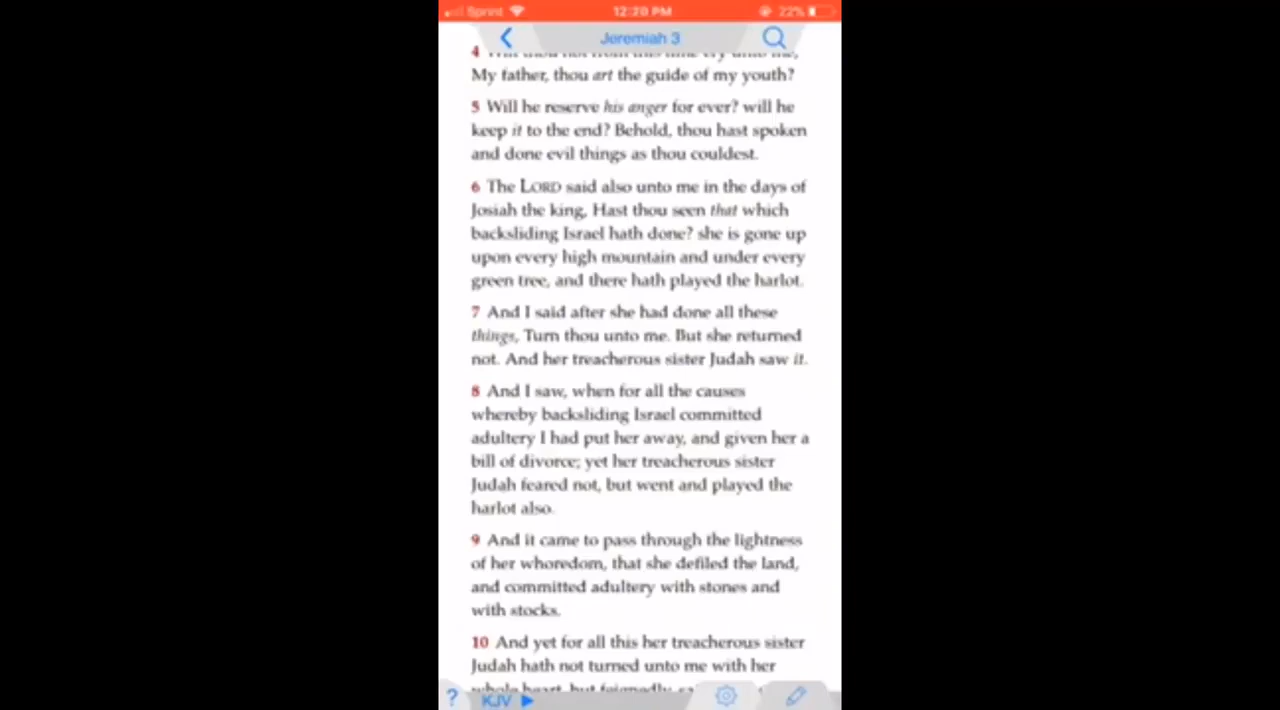 Sprint 12:20 PM 22%
Jeremiah 3
4
My father, thou art the guide of my youth?
5 Will he reserve his anger for ever? will he
keep it to the end? Behold, thou hast spoken
and done evil things as thou couldest.
6 The LORD said also unto me in the days of
Josiah the king, Hast thou seen that which
backsliding Israel hath done? she is gone up
upon every high mountain and under every
green tree, and there hath played the harlot.
7 And I said after she had done all these
things, Turn thou unto me. But she returned
not. And her treacherous sister Judah saw it.
8 And I saw, when for all the causes
whereby backsliding Israel committed
adultery I had put her away, and given her a
bill of divorce; yet her treacherous sister
Judah feared not, but went and played the
harlot also.
9 And it came to pass through the lightness
of her whoredom, that she defiled the land,
and committed adultery with stones and
with stocks.
10 And yet for all this her treacherous sister
Judah hath not turned unto me with her
whole heart, but feignedly,
? KJV